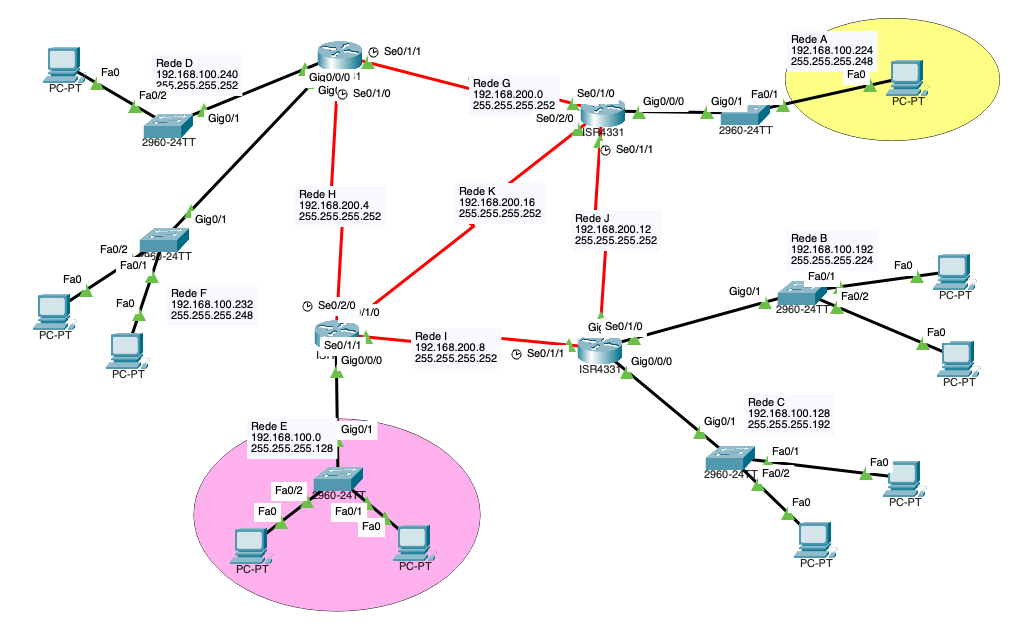 Se0/1/1
Gig0/0/0
Se0/1/0
Rede D
192.168.100.240
255.255.255.252
Fa0
PC-PT
Fa0/2
Gig0/1
2960-24TT
Rede G
192.168.200.0
255.255.255.252
Se0/1/0
Se0/2/0
ISR4331
Gig0/0/0
Se0/1/1
Gig0/1
2960-24TT
Fa0/1
Rede A
192.168.100.224
255.255.255.248
Fa0
PC-PT
Rede H
192.168.200.4
255.255.255.252
Rede K
192.168.200.16
255.255.255.252
Rede J
192.168.200.12
255.255.255.252
Gig0/1
2960-24TT
Fa0/2
Fa0/1
Fa0
PC-PT
Fa0
PC-PT
Rede F
192.168.100.232
255.255.255.248
Rede B
192.168.100.192
255.255.255.224
Gig0/1
Fa0/1
Fa0/2
2960-24TT
Fa0
PC-PT
Fa0
PC-PT
Se0/2/0
/1/0
Se0/1/1
Gig0/0/0
Rede I
192.168.200.8
255.255.255.252
Se0/1/0
Se0/1/1
ISR4331
Gig0/0/0
Rede C
192.168.100.128
255.255.255.192
Gig0/1
2960-24TT
Fa0/1
Fa0/2
Fa0
PC-PT
Fa0
PC-PT
Rede E
192.168.100.0
255.255.255.128
Gig0/1
2960-24TT
Fa0/2
Fa0/1
Fa0
Fa0
PC-PT
PC-PT